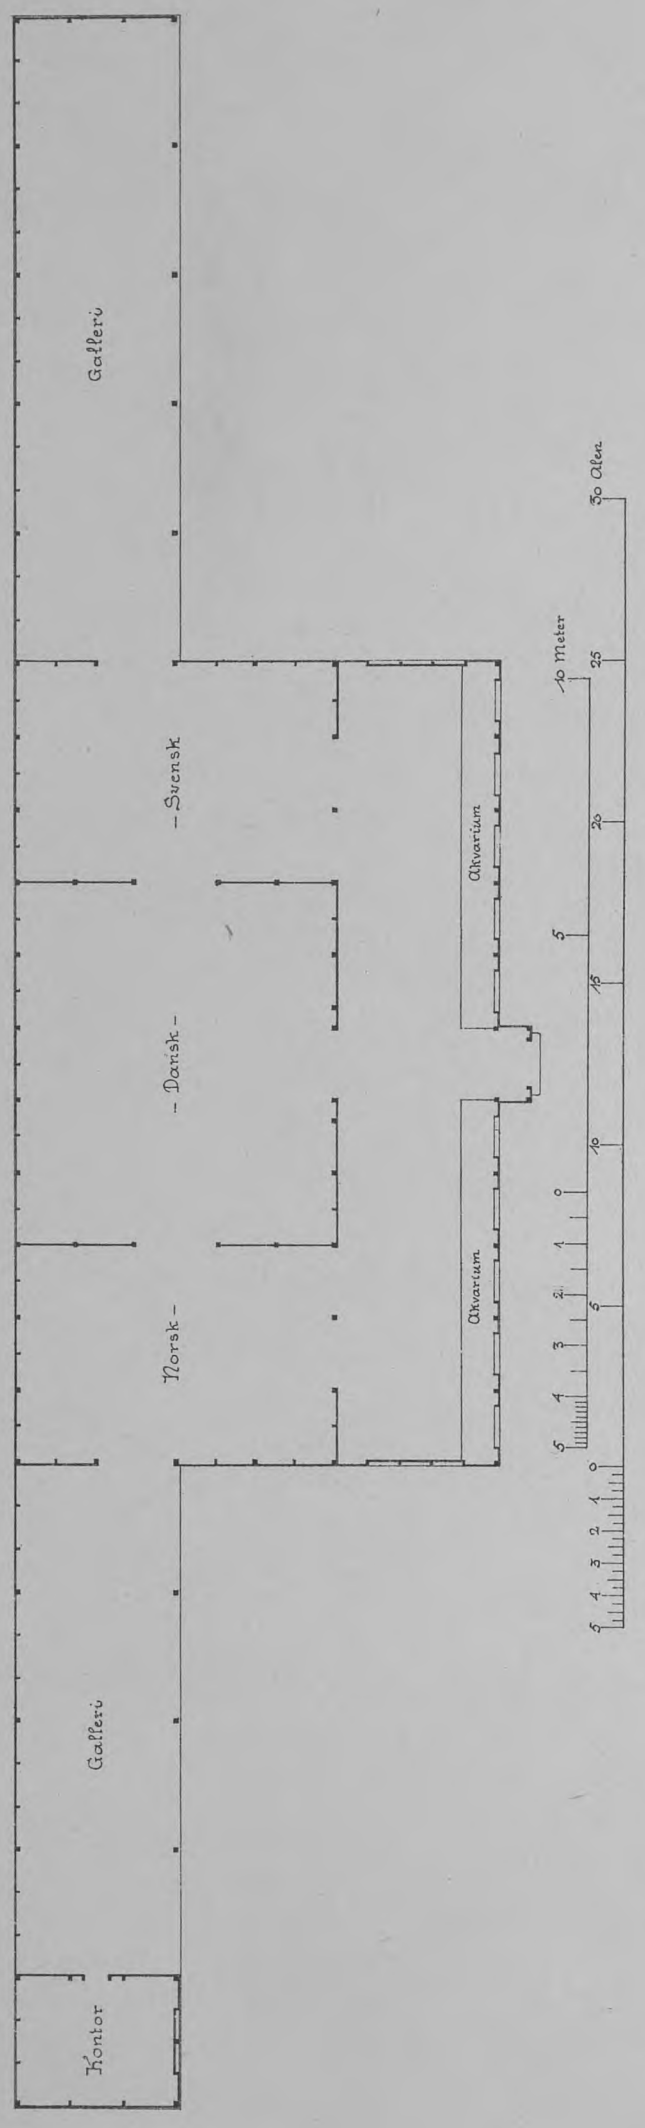 Kontor
Galleri
Norsk –
– Dansk –
– Svensk
Galleri
Akvarium
Akvarium
5 4 3 2 1 0 5 10 Meter
5 4 3 2 1 0 5 10 15 20 25 30 Alen